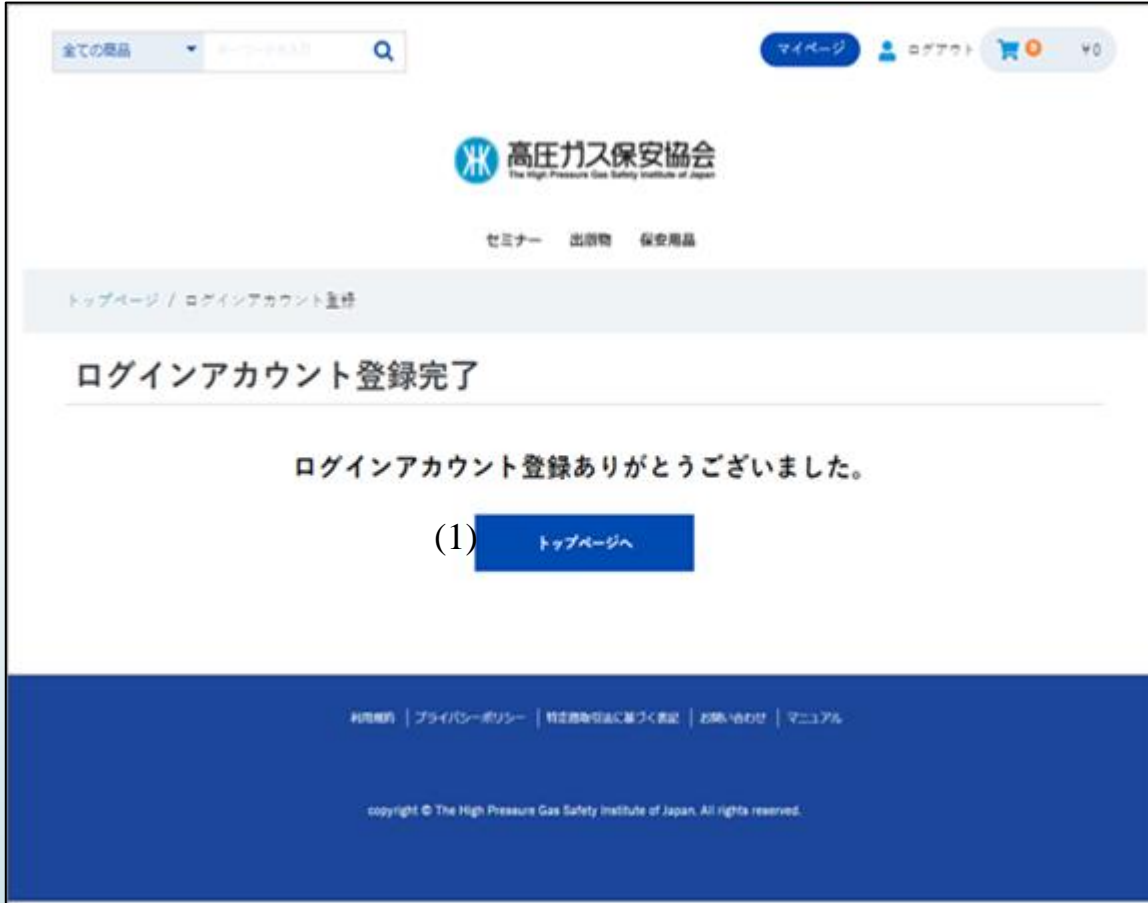 全ての商品
マイページ ログアウト 0 ¥0
高圧ガス保安協会
The High Pressure Gas Safety Institute of Japan
セミナー 出版物 保安用品
トップページ / ログインアカウント登録
ログインアカウント登録完了
ログインアカウント登録ありがとうございました。
(1) トップページへ
利用規約 | プライバシーポリシー | 特定商取引法に基づく表記 | お問い合わせ | マニュアル
copyright © The High Pressure Gas Safety Institute of Japan. All rights reserved.